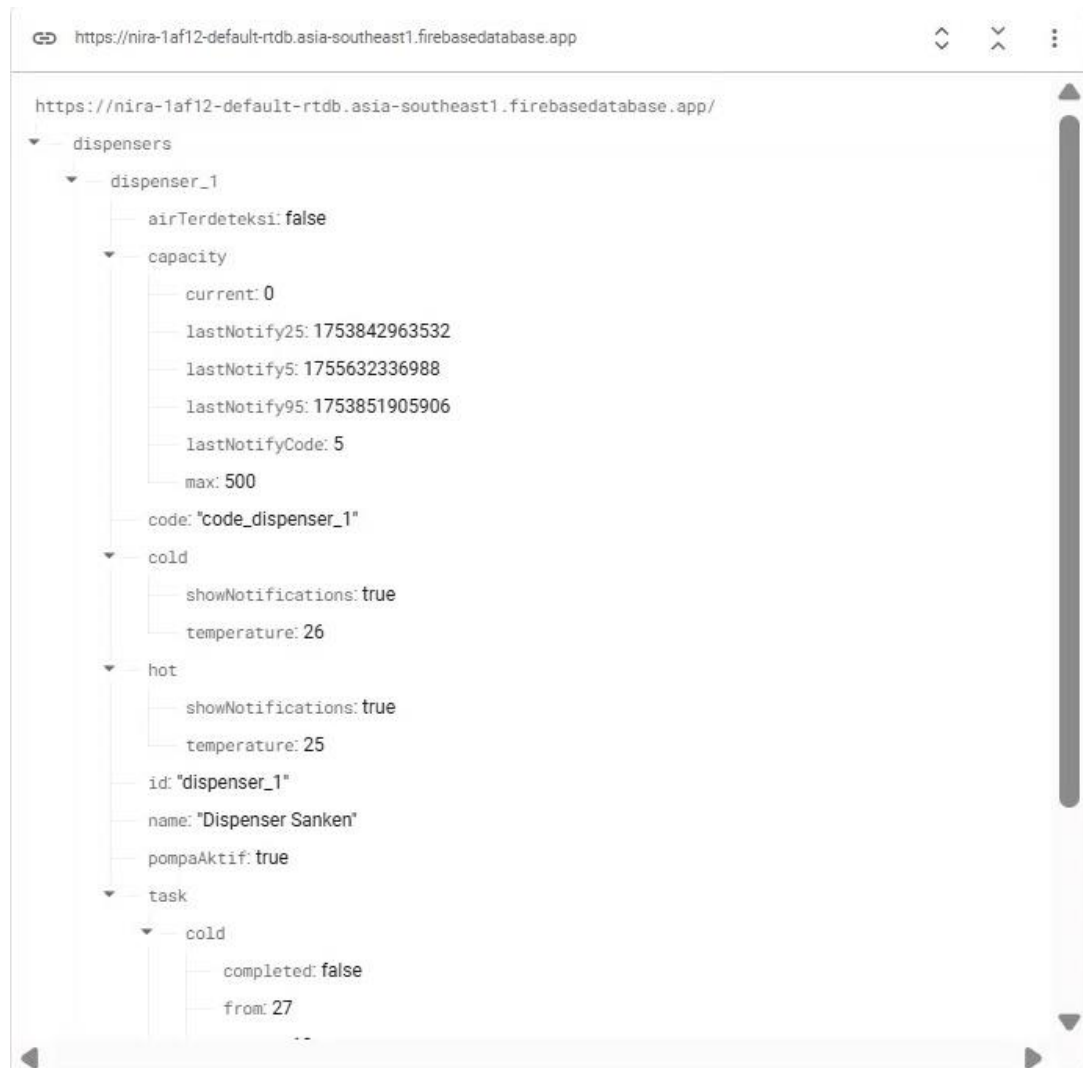 https://nira-1af12-default-rtdb.asia-southeast1.firebasedatabase.app
https://nira-1af12-default-rtdb.asia-southeast1.firebasedatabase.app/
dispensers
dispenser_1
airTerdeteksi: false
capacity
current: 0
lastNotify25: 1753842963532
lastNotify5: 1755632336988
lastNotify95: 1753851905906
lastNotifyCode: 5
max: 500
code: "code_dispenser_1"
cold
showNotifications: true
temperature: 26
hot
showNotifications: true
temperature: 25
id: "dispenser_1"
name: "Dispenser Sanken"
pompaAktif: true
task
cold
completed: false
from: 27